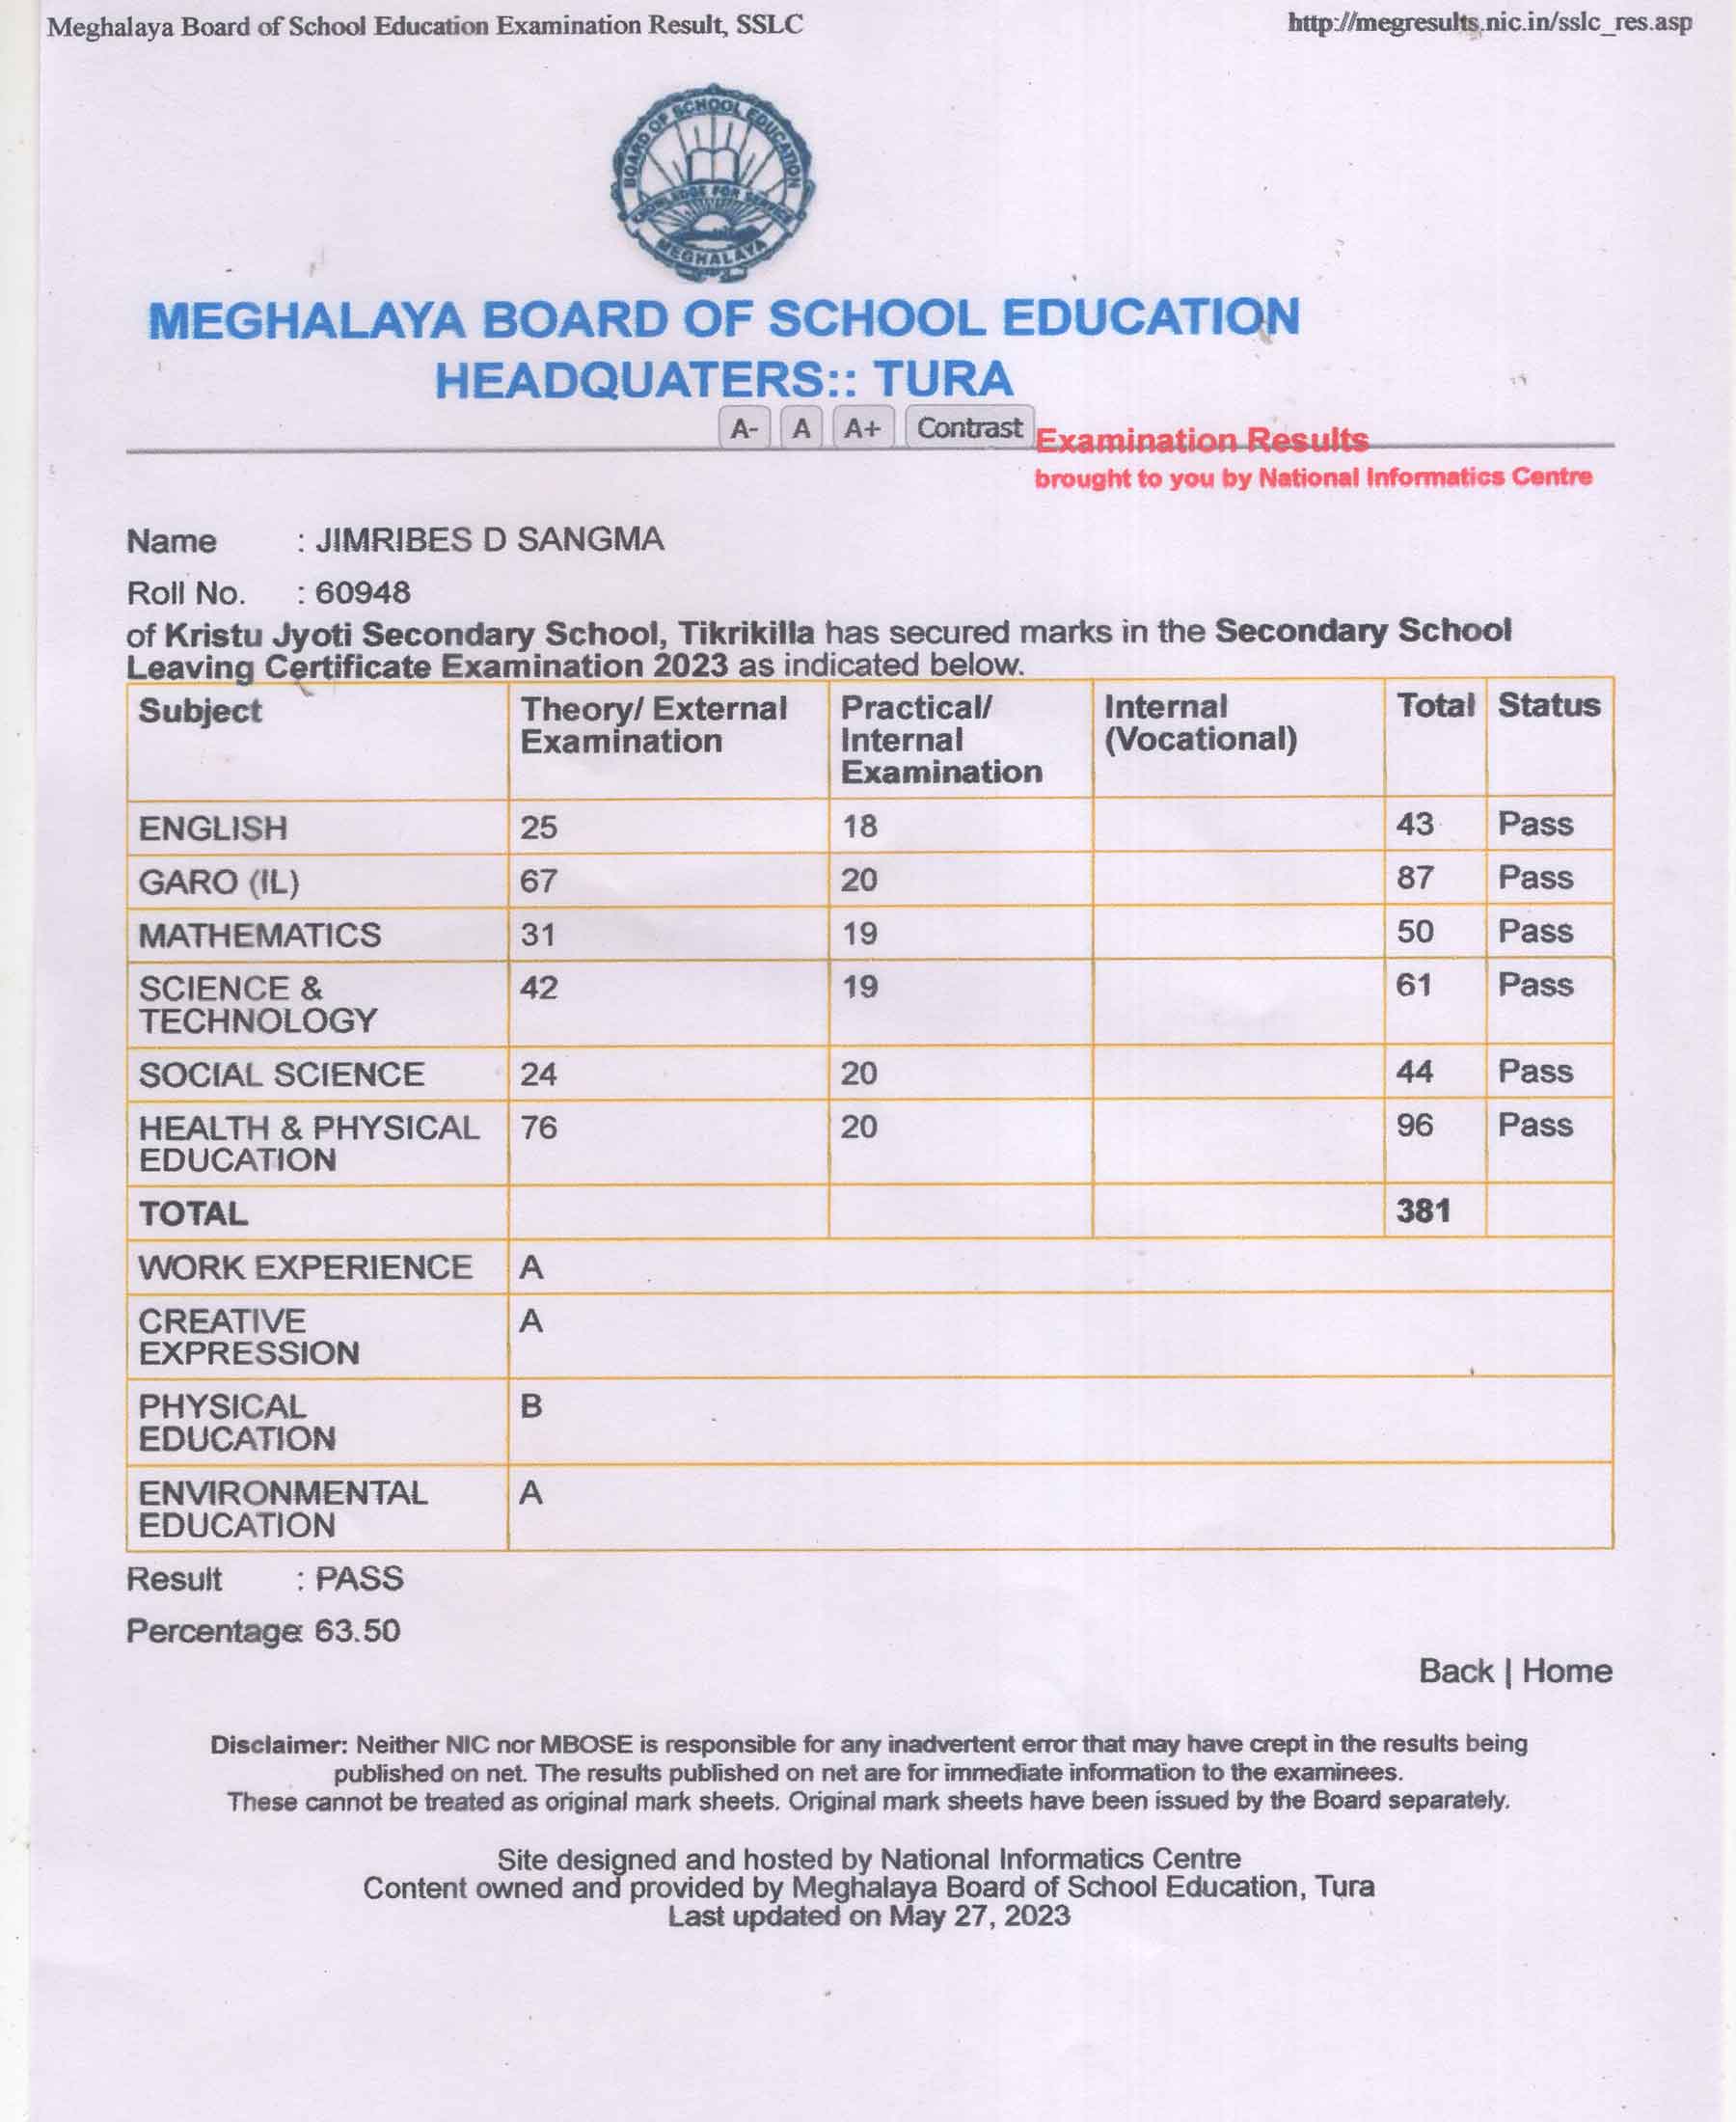 Meghalaya Board of School Education Examination Result, SSLC http://megresults.nic.in/sslc_res.asp
BOARD OF SCHOOL EDUCATION
KNOWLEDGE FOR SERVICE
MEGHALAYA
MEGHALAYA BOARD OF SCHOOL EDUCATION
HEADQUATERS:: TURA
A- A A+ Contrast Examination Results
brought to you by National Informatics Centre
Name : JIMRIBES D SANGMA
Roll No. : 60948
of Kristu Jyoti Secondary School, Tikrikilla has secured marks in the Secondary School
Leaving Certificate Examination 2023 as indicated below.
Subject Theory/ External Practical/ Internal Total Status
Examination Internal (Vocational)
Examination
ENGLISH 25 18 43 Pass
GARO (IL) 67 20 87 Pass
MATHEMATICS 31 19 50 Pass
SCIENCE & 42 19 61 Pass
TECHNOLOGY
SOCIAL SCIENCE 24 20 44 Pass
HEALTH & PHYSICAL 76 20 96 Pass
EDUCATION
TOTAL 381
WORK EXPERIENCE A
CREATIVE A
EXPRESSION
PHYSICAL B
EDUCATION
ENVIRONMENTAL A
EDUCATION
Result : PASS
Percentage: 63.50
Back | Home
Disclaimer: Neither NIC nor MBOSE is responsible for any inadvertent error that may have crept in the results being
published on net. The results published on net are for immediate information to the examinees.
These cannot be treated as original mark sheets. Original mark sheets have been issued by the Board separately.
Site designed and hosted by National Informatics Centre
Content owned and provided by Meghalaya Board of School Education, Tura
Last updated on May 27, 2023